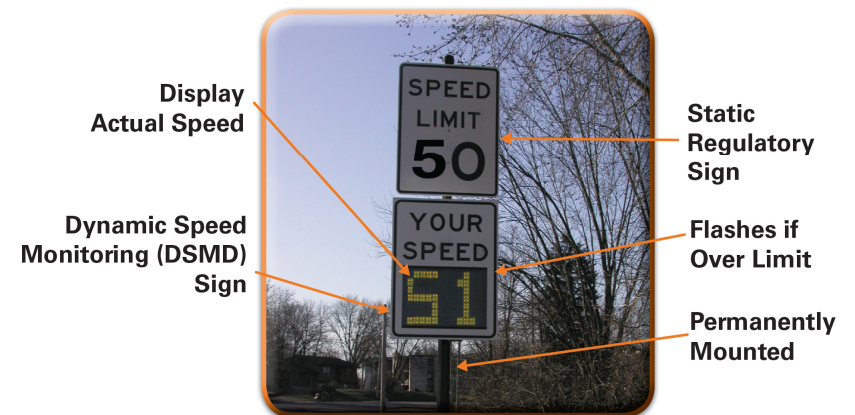 Display
Actual Speed
Dynamic Speed
Monitoring (DSMD)
Sign
SPEED
LIMIT
50
YOUR
SPEED
51
Static
Regulatory
Sign
Flashes if
Over Limit
Permanently
Mounted